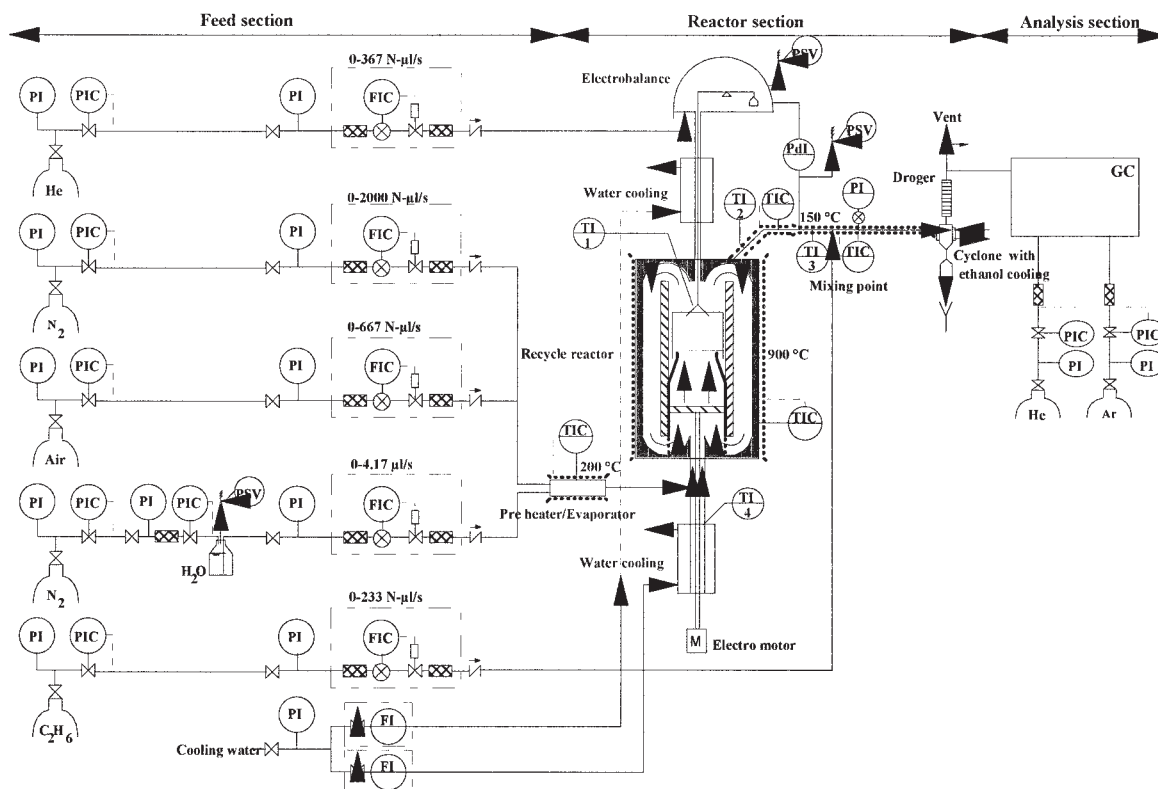 Feed section
Reactor section
Analysis section
0-367 N-µl/s
PI
PIC
PI
FIC
He
Electrobalance
PSV
PdI
PSV
Water cooling
TI
1
TI
2
TIC
150 °C
PI
TI
3
TIC
Mixing point
Vent
Droger
GC
Cyclone with
ethanol cooling
0-2000 N-µl/s
PI
PIC
PI
FIC
N2
0-667 N-µl/s
PI
PIC
PI
FIC
Air
Recycle reactor
900 °C
TIC
PIC
PI
PIC
PI
He
Ar
TIC
200 °C
Pre heater/Evaporator
0-4.17 µl/s
PI
PIC
PI
PIC
PSV
PI
FIC
H2O
N2
TI
4
Water cooling
M
Electro motor
0-233 N-µl/s
PI
PIC
PI
FIC
C2H6
PI
Cooling water
FI
FI